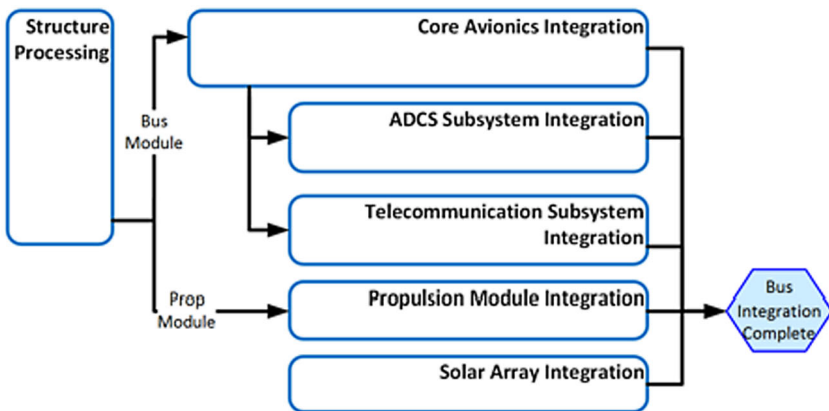 Structure
Processing
Core Avionics Integration
Bus
Module
ADCS Subsystem Integration
Telecommunication Subsystem
Integration
Prop
Module
Propulsion Module Integration
Bus
Integration
Complete
Solar Array Integration